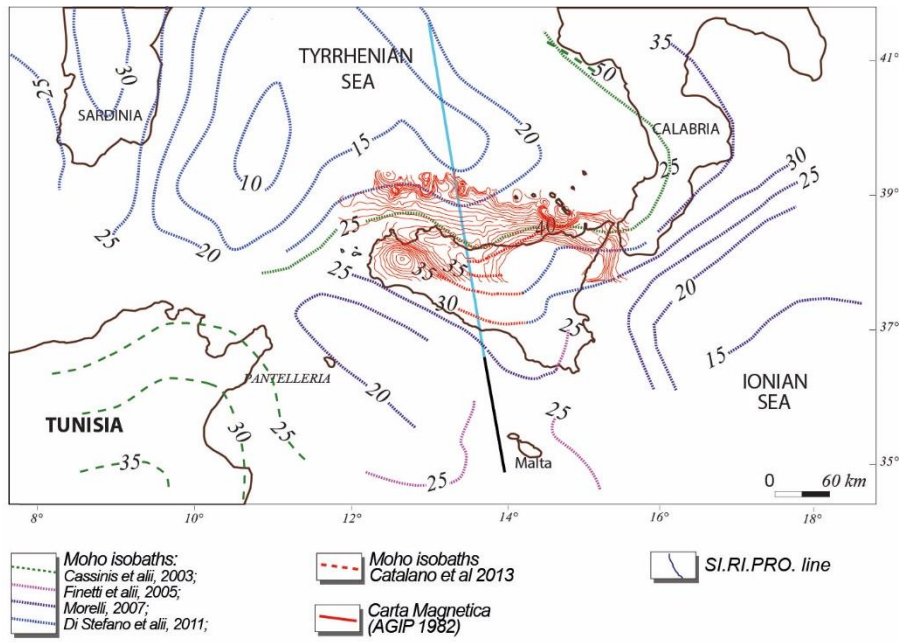 TYRRHENIAN
SEA
SARDINIA
CALABRIA
30
25
50
35
41°
20
15
10
25
30
25
39°
25
20
25
40
20
25
35
35
30
25
37°
20
15
IONIAN
SEA
PANTELLERIA
TUNISIA
30
25
35
25
25
Malta
35°
0 60 km
8° 10° 12° 14° 16° 18°
Moho isobaths:
Cassinis et alii, 2003;
Finetti et alii, 2005;
Morelli, 2007;
Di Stefano et alii, 2011;
Moho isobaths
Catalano et al 2013
Carta Magnetica
(AGIP 1982)
SI.RI.PRO. line